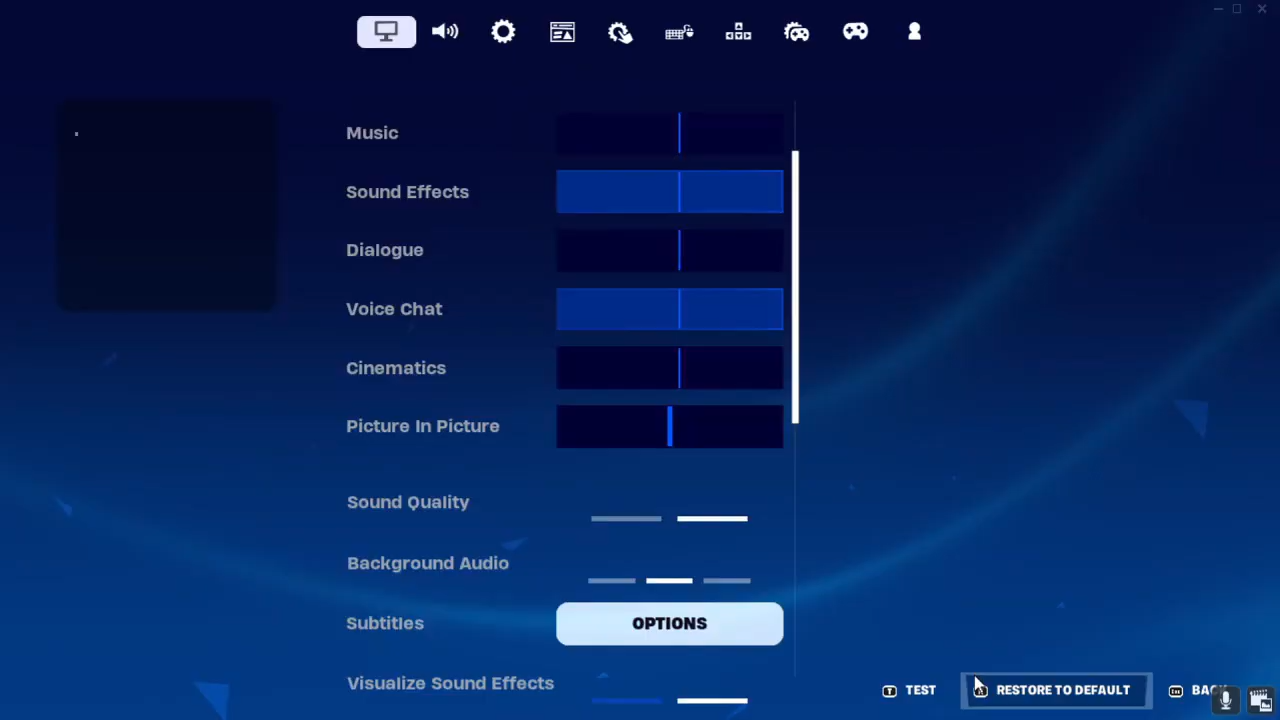 Music
Sound Effects
Dialogue
Voice Chat
Cinematics
Picture In Picture
Sound Quality
Background Audio
Subtitles OPTIONS
Visualize Sound Effects
TEST RESTORE TO DEFAULT